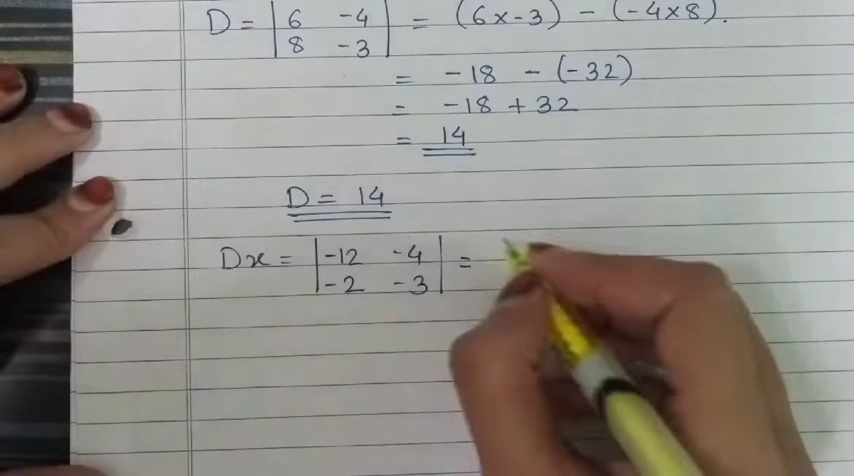 D = | 6 -4 | = (6x-3) - (-4x8).
| 8 -3 |
= -18 - (-32)
= -18 + 32
= 14
D = 14
Dx = | -12 -4 | =
| -2 -3 |